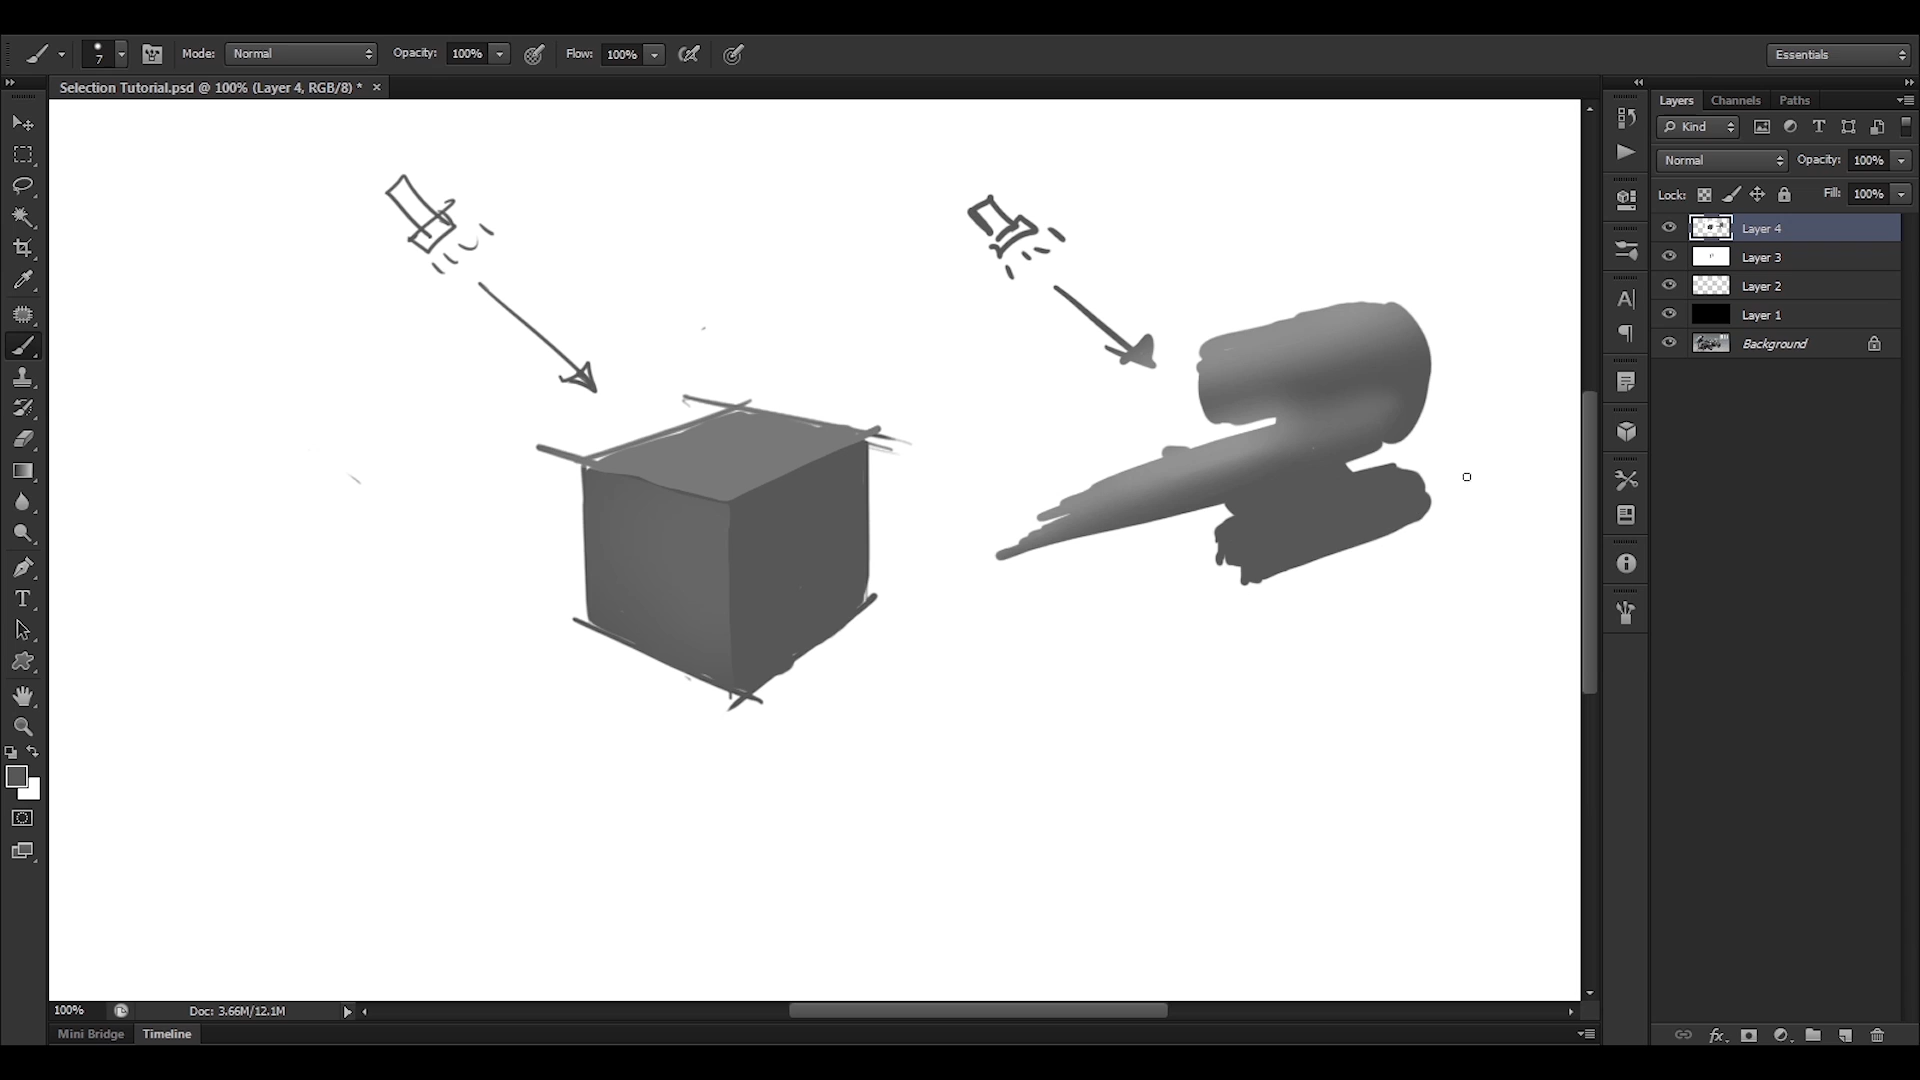 7
Mode: Normal
Opacity: 100%
Flow: 100%
Essentials
Selection Tutorial.psd @ 100% (Layer 4, RGB/8) *
Layers
Channels
Paths
Kind
Normal
Opacity: 100%
Lock:
Fill: 100%
Layer 4
Layer 3
Layer 2
Layer 1
Background
100%
Doc: 3.66M/12.1M
Mini Bridge
Timeline